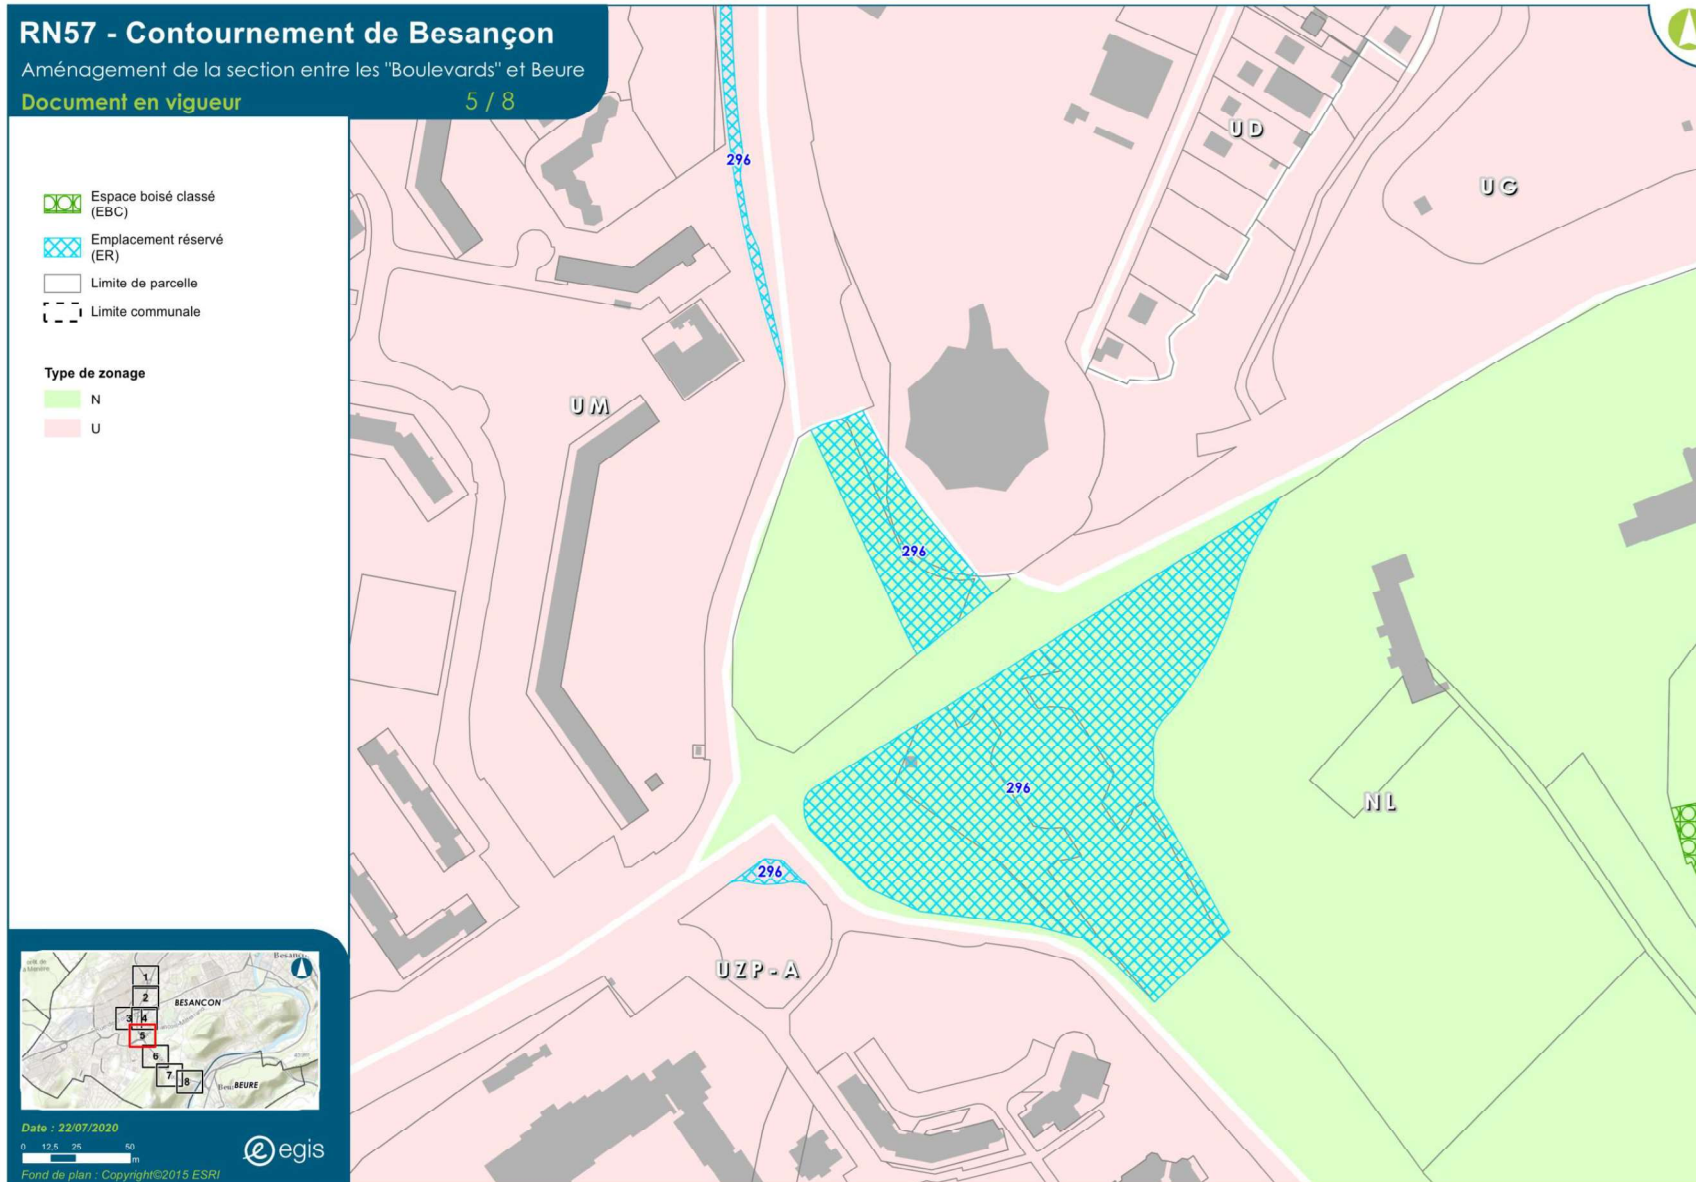 RN57 - Contournement de Besançon
Aménagement de la section entre les "Boulevards" et Beure
Document en vigueur 5 / 8
Espace boisé classé
(EBC)
Emplacement réservé
(ER)
Limite de parcelle
Limite communale
Type de zonage
N
U
296
UD
UG
UM
296
296
NL
296
UZP-A
1
2
BESANCON
3
4
5
6
7
8
BEURE
Date : 22/07/2020
0 12,5 25 50
m
egis
Fond de plan : Copyright©2015 ESRI